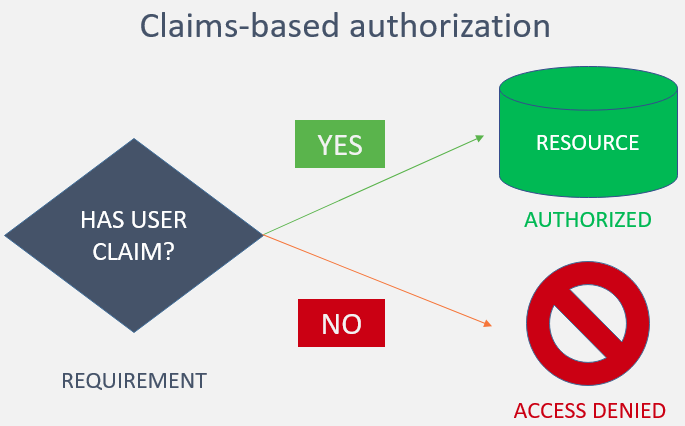 Claims-based authorization
YES
RESOURCE
AUTHORIZED
HAS USER
CLAIM?
NO
REQUIREMENT
ACCESS DENIED